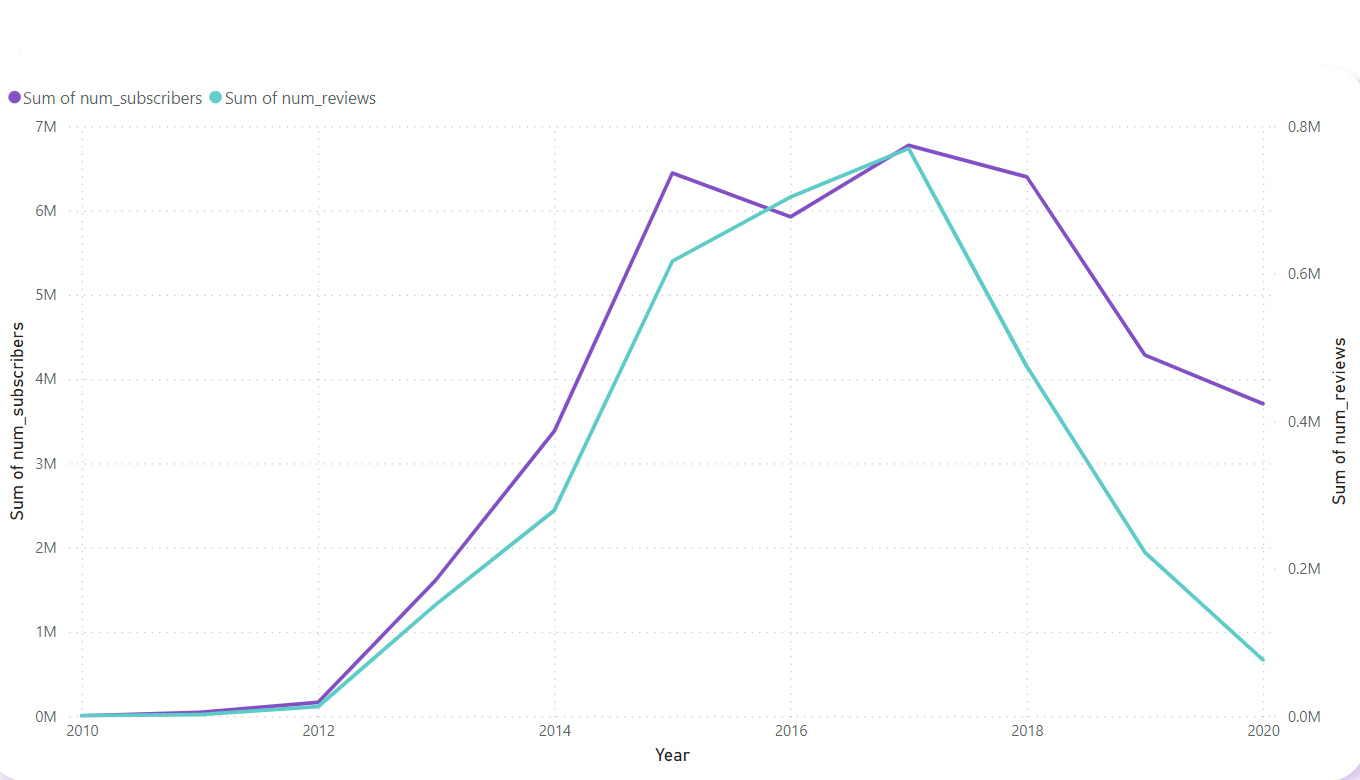 Sum of num_subscribers Sum of num_reviews
7M 0.8M
6M
0.6M
5M
4M
0.4M
3M
2M
0.2M
1M
0M 0.0M
Sum of num_subscribers
Sum of num_reviews
2010 2012 2014 2016 2018 2020
Year